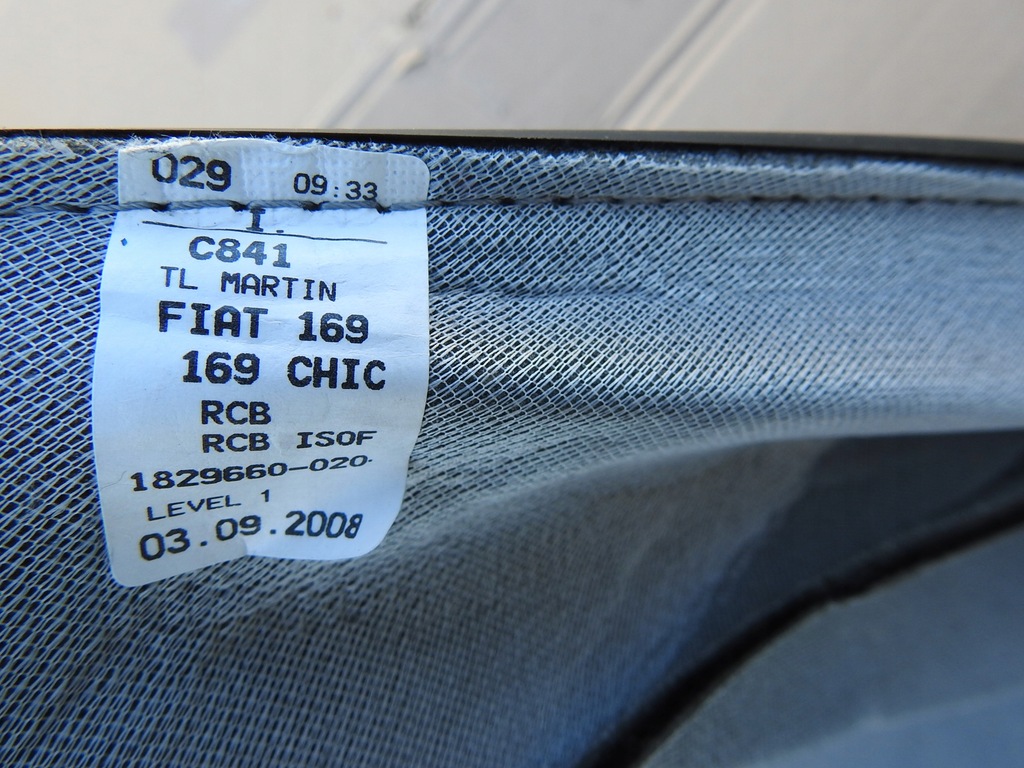 029 09:33
I.
C841
TL MARTIN
FIAT 169
169 CHIC
RCB
RCB ISOF
1829660-020
LEVEL 1
03.09.2008